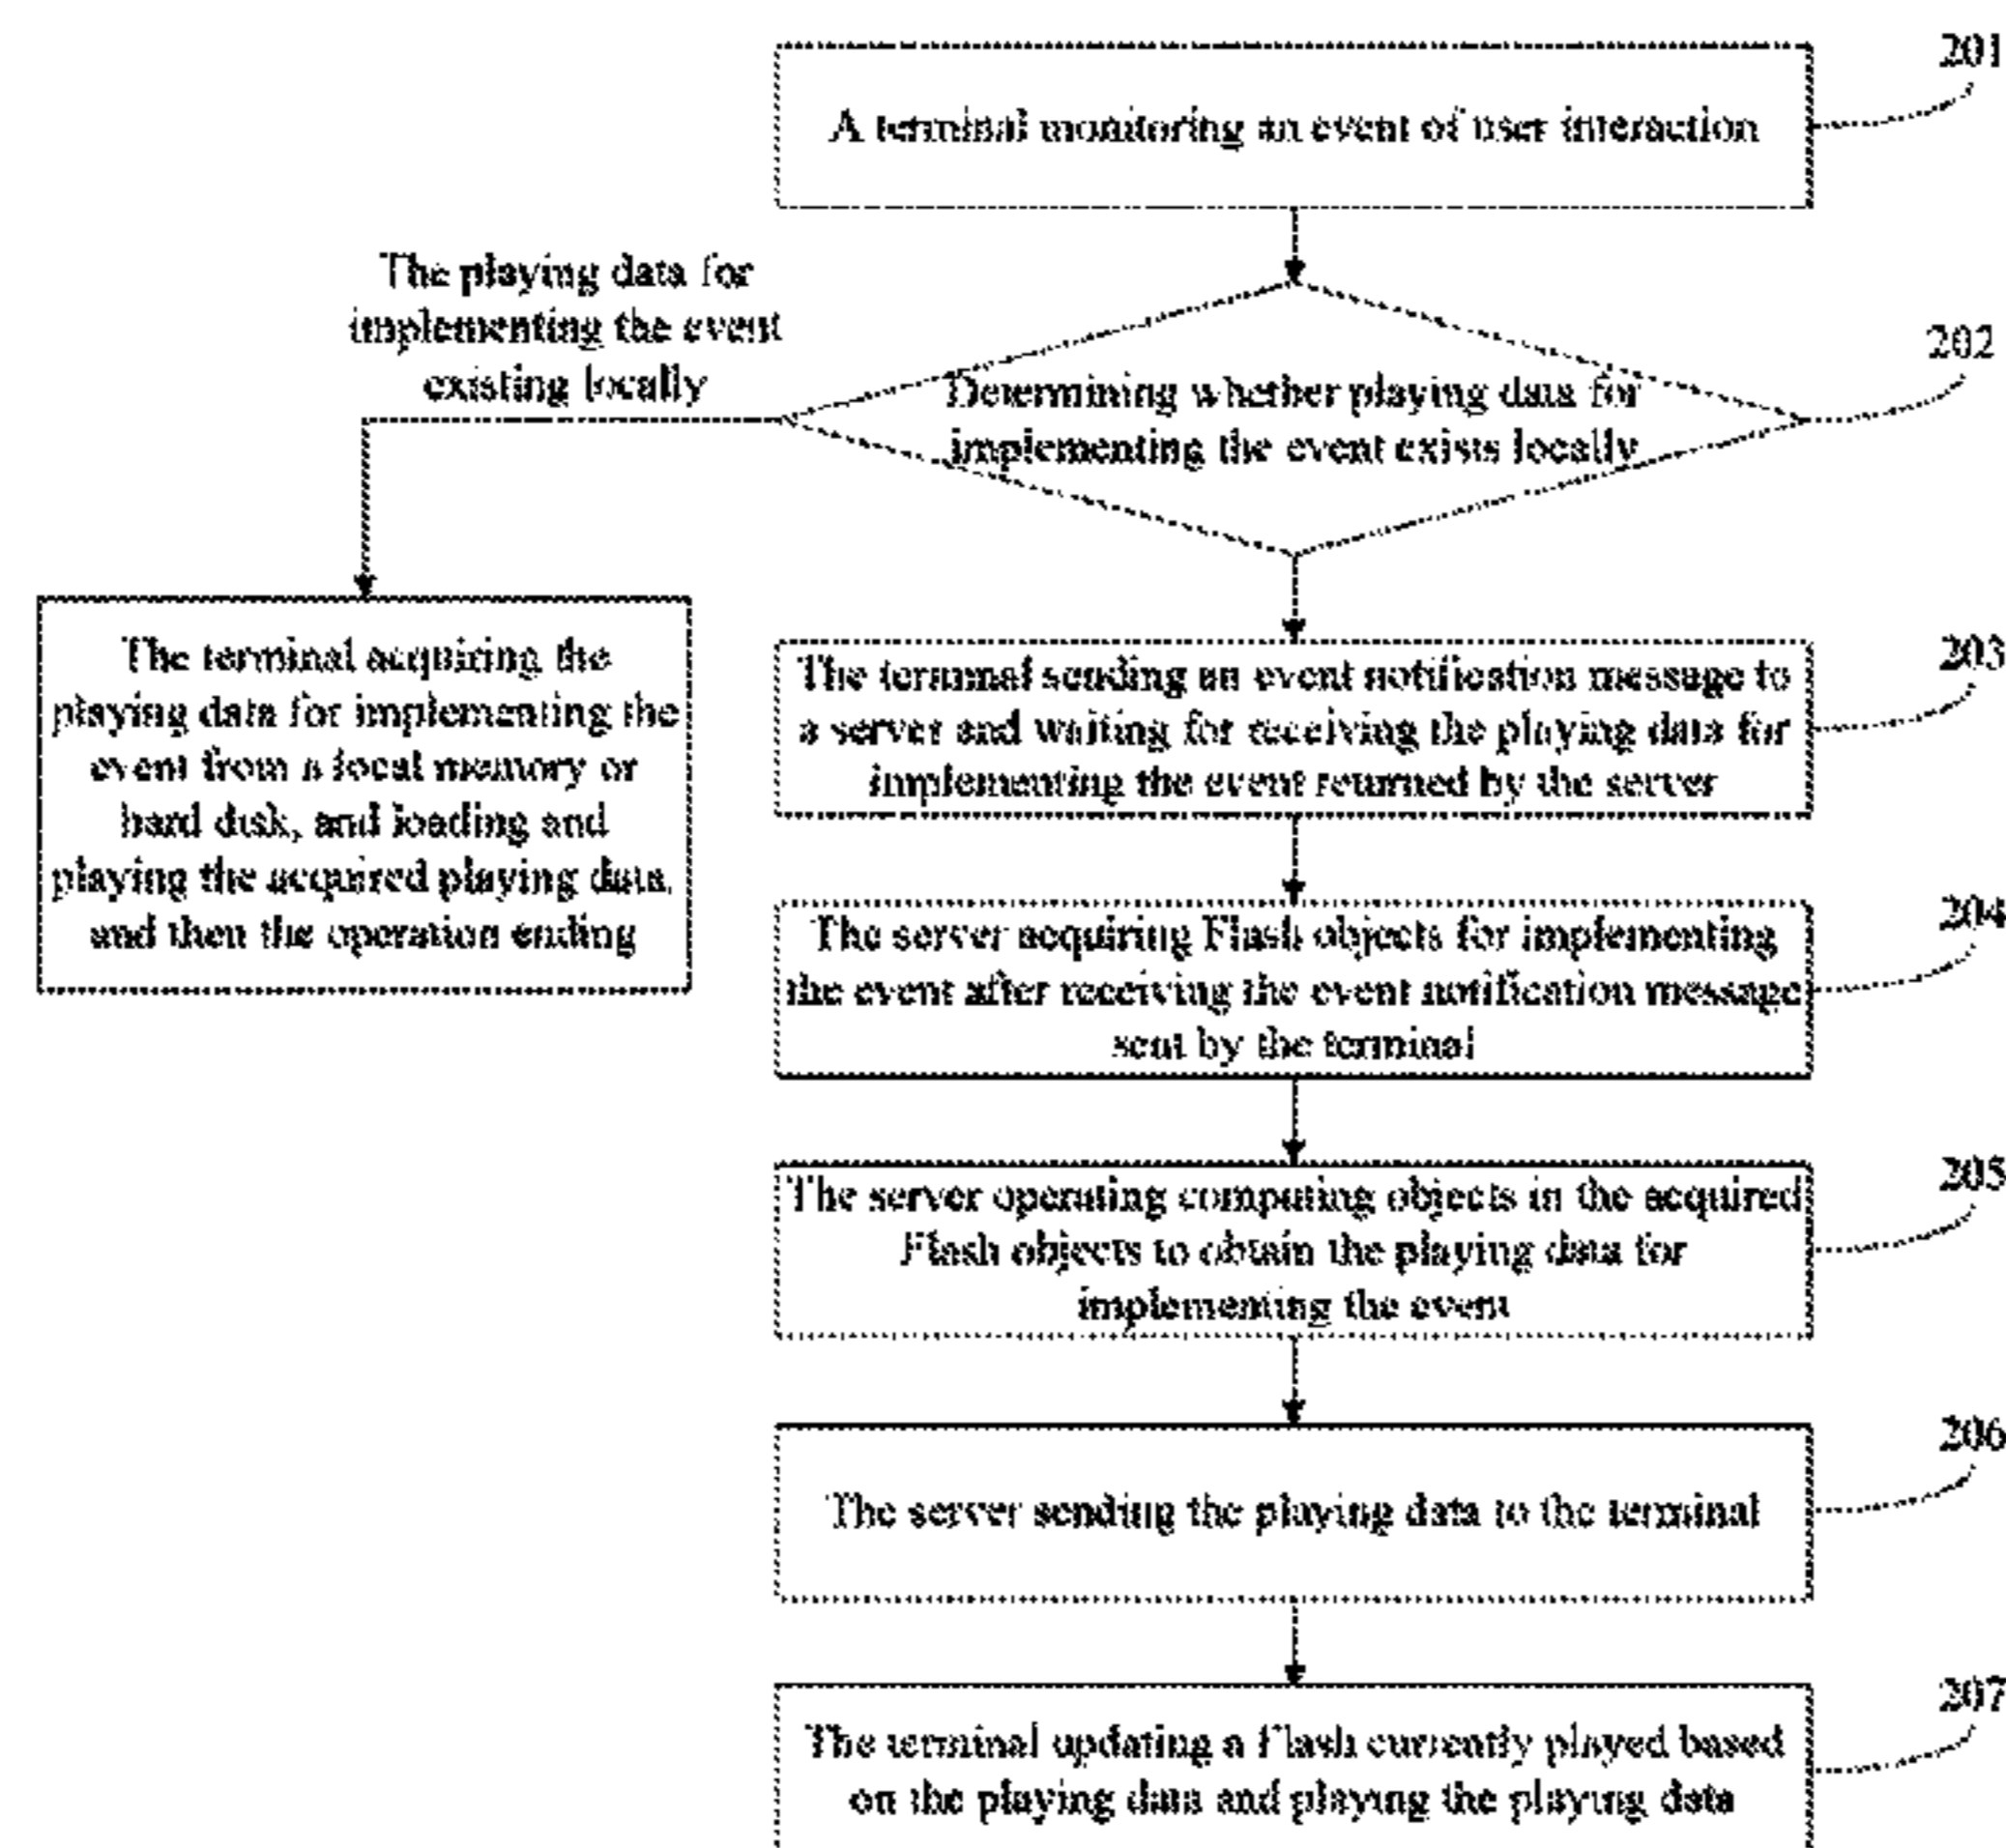 201
A terminal monitoring an event of user interaction
The playing data for
implementing the event
existing locally
202
Determining whether playing data for
implementing the event exists locally
The terminal acquiring the
playing data for implementing the
event from a local memory or
hard disk, and loading and
playing the acquired playing data,
and then the operation ending
203
The terminal sending an event notification message to
a server and waiting for receiving the playing data for
implementing the event returned by the server
204
The server acquiring Flash objects for implementing
the event after receiving the event notification message
sent by the terminal
205
The server operating computing objects in the acquired
Flash objects to obtain the playing data for
implementing the event
206
The server sending the playing data to the terminal
207
The terminal updating a Flash currently played based
on the playing data and playing the playing data